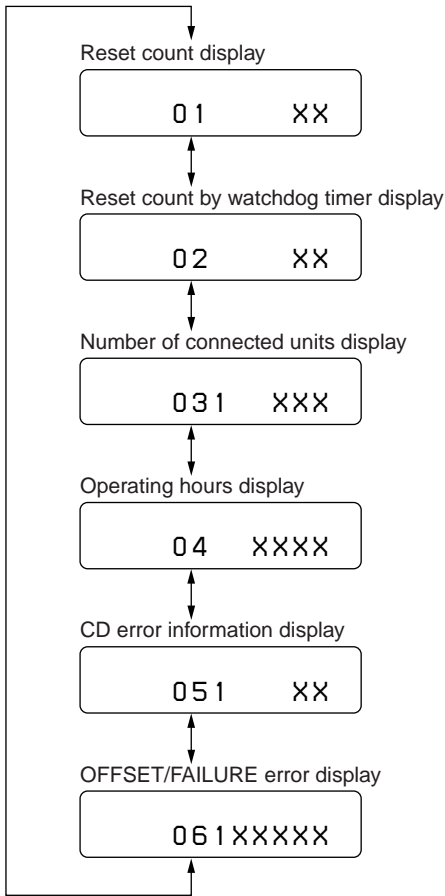 Reset count display
01 XX
Reset count by watchdog timer display
02 XX
Number of connected units display
031 XXX
Operating hours display
04 XXXX
CD error information display
051 XX
OFFSET/FAILURE error display
061XXXXX